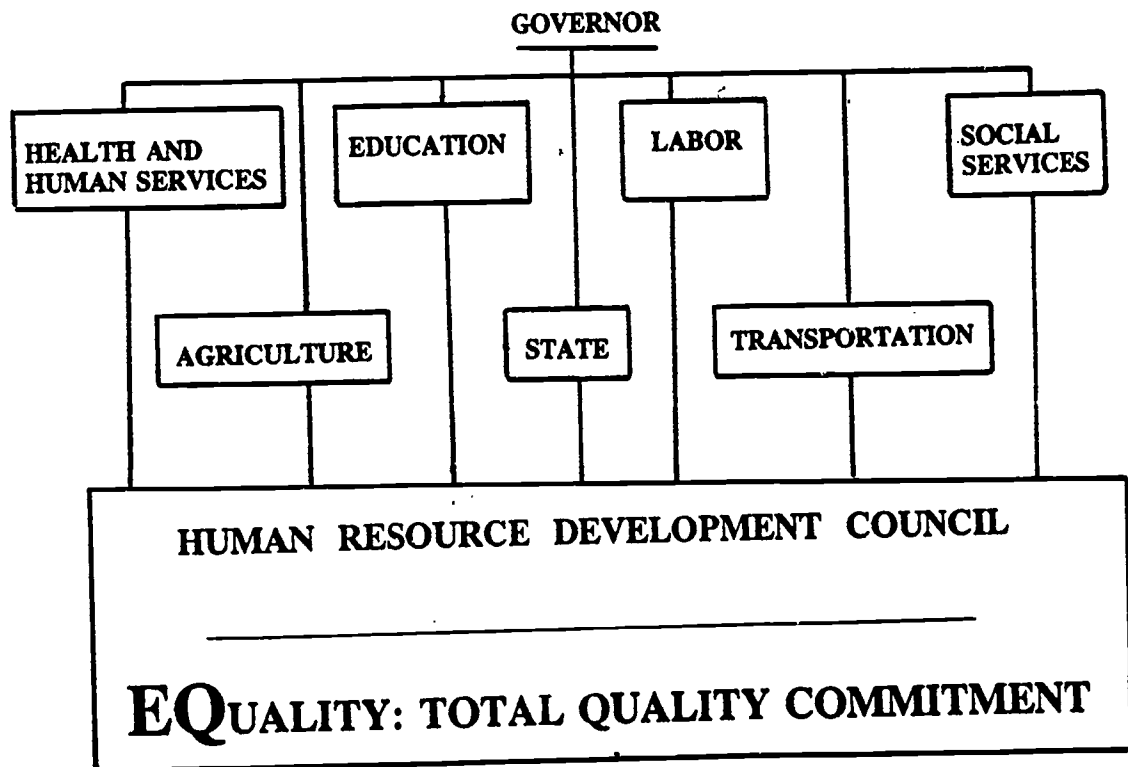 GOVERNOR
HEALTH AND
HUMAN SERVICES
EDUCATION
LABOR
SOCIAL
SERVICES
AGRICULTURE
STATE
TRANSPORTATION
HUMAN RESOURCE DEVELOPMENT COUNCIL
EQUALITY: TOTAL QUALITY COMMITMENT